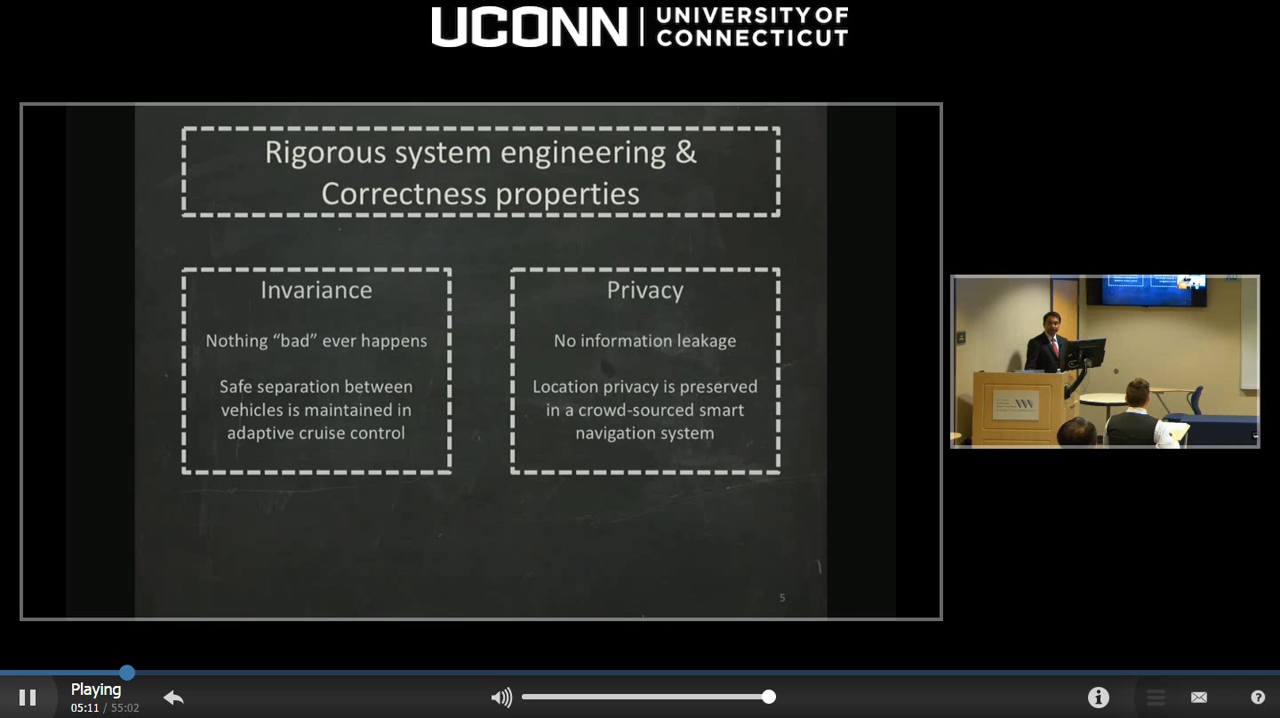 UCONN
UNIVERSITY OF
CONNECTICUT
Rigorous system engineering &
Correctness properties
Invariance
Nothing “bad” ever happens
Safe separation between
vehicles is maintained in
adaptive cruise control
Privacy
No information leakage
Location privacy is preserved
in a crowd-sourced smart
navigation system
5
Playing
05:11 / 55:02